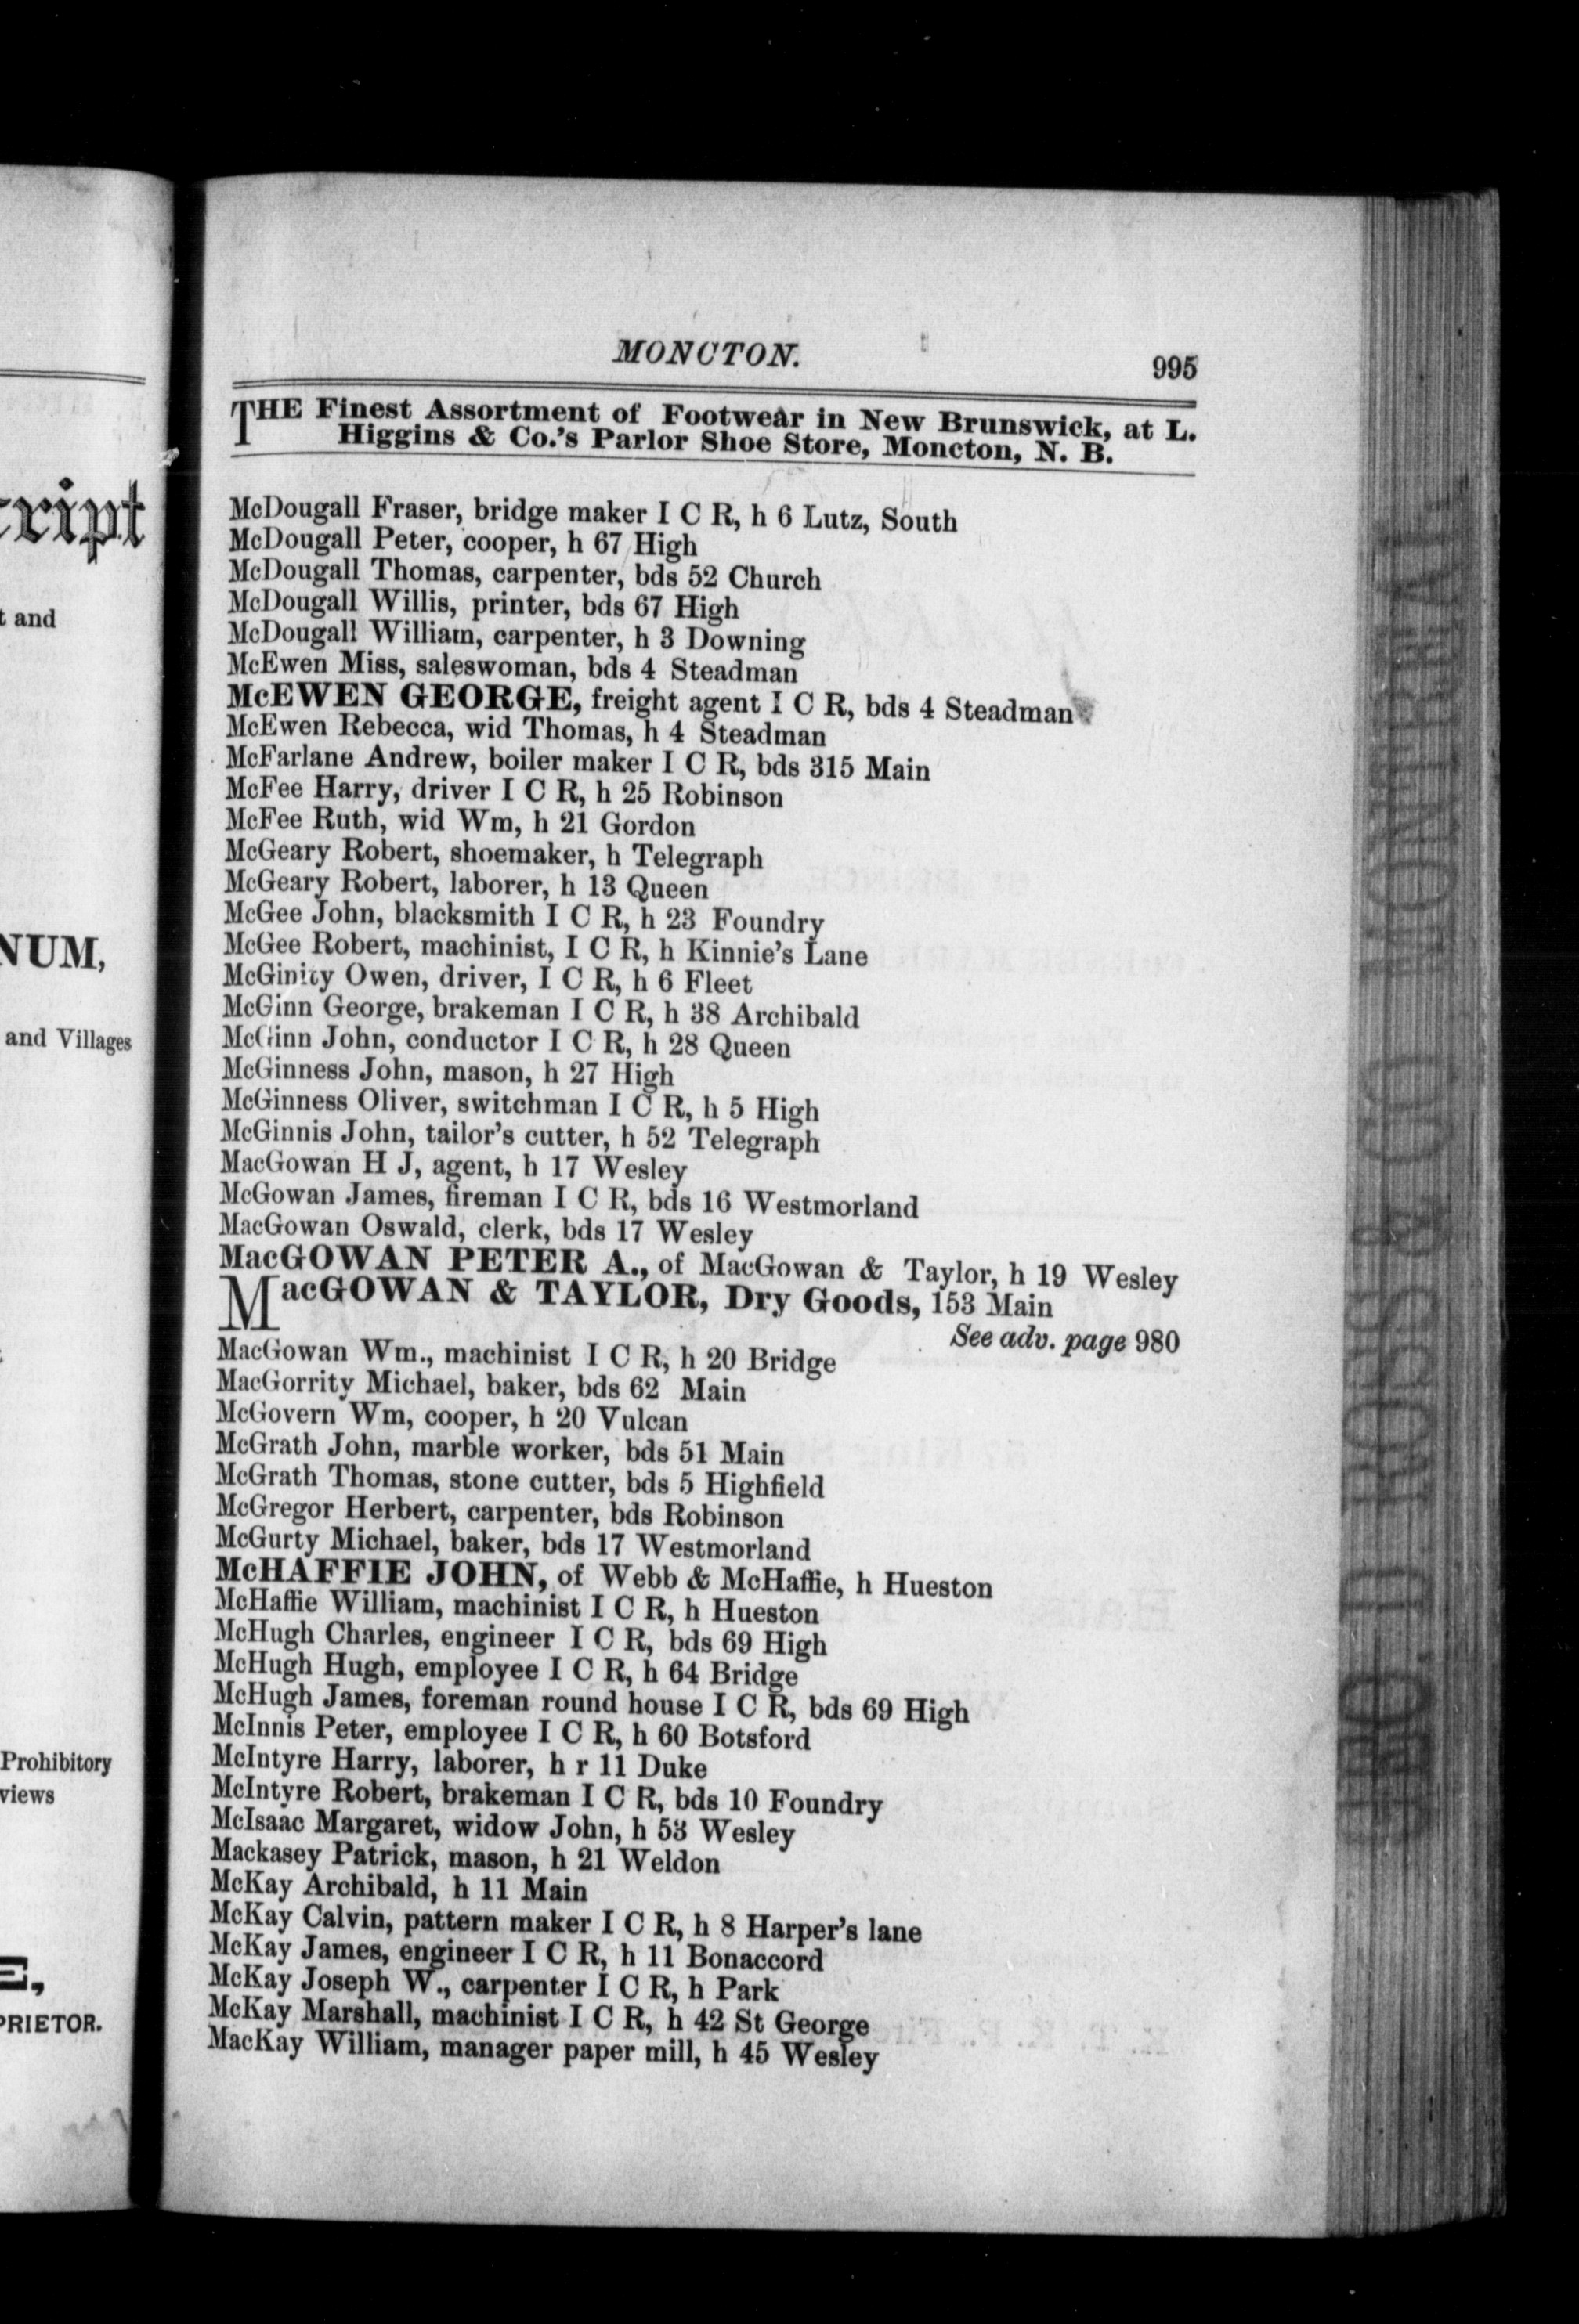 cript
t and
NUM,
and Villages
Prohibitory
views
E,
PRIETOR.
MONCTON.
995
THE Finest Assortment of Footwear in New Brunswick, at L.
Higgins & Co.'s Parlor Shoe Store, Moncton, N. B.
McDougall Fraser, bridge maker I C R, h 6 Lutz, South
McDougall Peter, cooper, h 67 High
McDougall Thomas, carpenter, bds 52 Church
McDougall Willis, printer, bds 67 High
McDougall William, carpenter, h 3 Downing
McEwen Miss, saleswoman, bds 4 Steadman
McEWEN GEORGE, freight agent I C R, bds 4 Steadman
McEwen Rebecca, wid Thomas, h 4 Steadman
McFarlane Andrew, boiler maker I C R, bds 315 Main
McFee Harry, driver I C R, h 25 Robinson
McFee Ruth, wid Wm, h 21 Gordon
McGeary Robert, shoemaker, h Telegraph
McGeary Robert, laborer, h 13 Queen
McGee John, blacksmith I C R, h 23 Foundry
McGee Robert, machinist, I C R, h Kinnie's Lane
McGinity Owen, driver, I C R, h 6 Fleet
McGinn George, brakeman I C R, h 38 Archibald
McGinn John, conductor I C R, h 28 Queen
McGinness John, mason, h 27 High
McGinness Oliver, switchman I C R, h 5 High
McGinnis John, tailor's cutter, h 52 Telegraph
MacGowan H J, agent, h 17 Wesley
McGowan James, fireman I C R, bds 16 Westmorland
MacGowan Oswald, clerk, bds 17 Wesley
MacGOWAN PETER A., of MacGowan & Taylor, h 19 Wesley
MacGOWAN & TAYLOR, Dry Goods, 153 Main
See adv. page 980
MacGowan Wm., machinist I C R, h 20 Bridge
MacGorrity Michael, baker, bds 62 Main
McGovern Wm, cooper, h 20 Vulcan
McGrath John, marble worker, bds 51 Main
McGrath Thomas, stone cutter, bds 5 Highfield
McGregor Herbert, carpenter, bds Robinson
McGurty Michael, baker, bds 17 Westmorland
McHAFFIE JOHN, of Webb & McHaffie, h Hueston
McHaffie William, machinist I C R, h Hueston
McHugh Charles, engineer I C R, bds 69 High
McHugh Hugh, employee I C R, h 64 Bridge
McHugh James, foreman round house I C R, bds 69 High
McInnis Peter, employee I C R, h 60 Botsford
McIntyre Harry, laborer, h r 11 Duke
McIntyre Robert, brakeman I C R, bds 10 Foundry
McIsaac Margaret, widow John, h 53 Wesley
Mackasey Patrick, mason, h 21 Weldon
McKay Archibald, h 11 Main
McKay Calvin, pattern maker I C R, h 8 Harper's lane
McKay James, engineer I C R, h 11 Bonaccord
McKay Joseph W., carpenter I C R, h Park
McKay Marshall, machinist I C R, h 42 St George
MacKay William, manager paper mill, h 45 Wesley
ROSS & CO MONTREAL